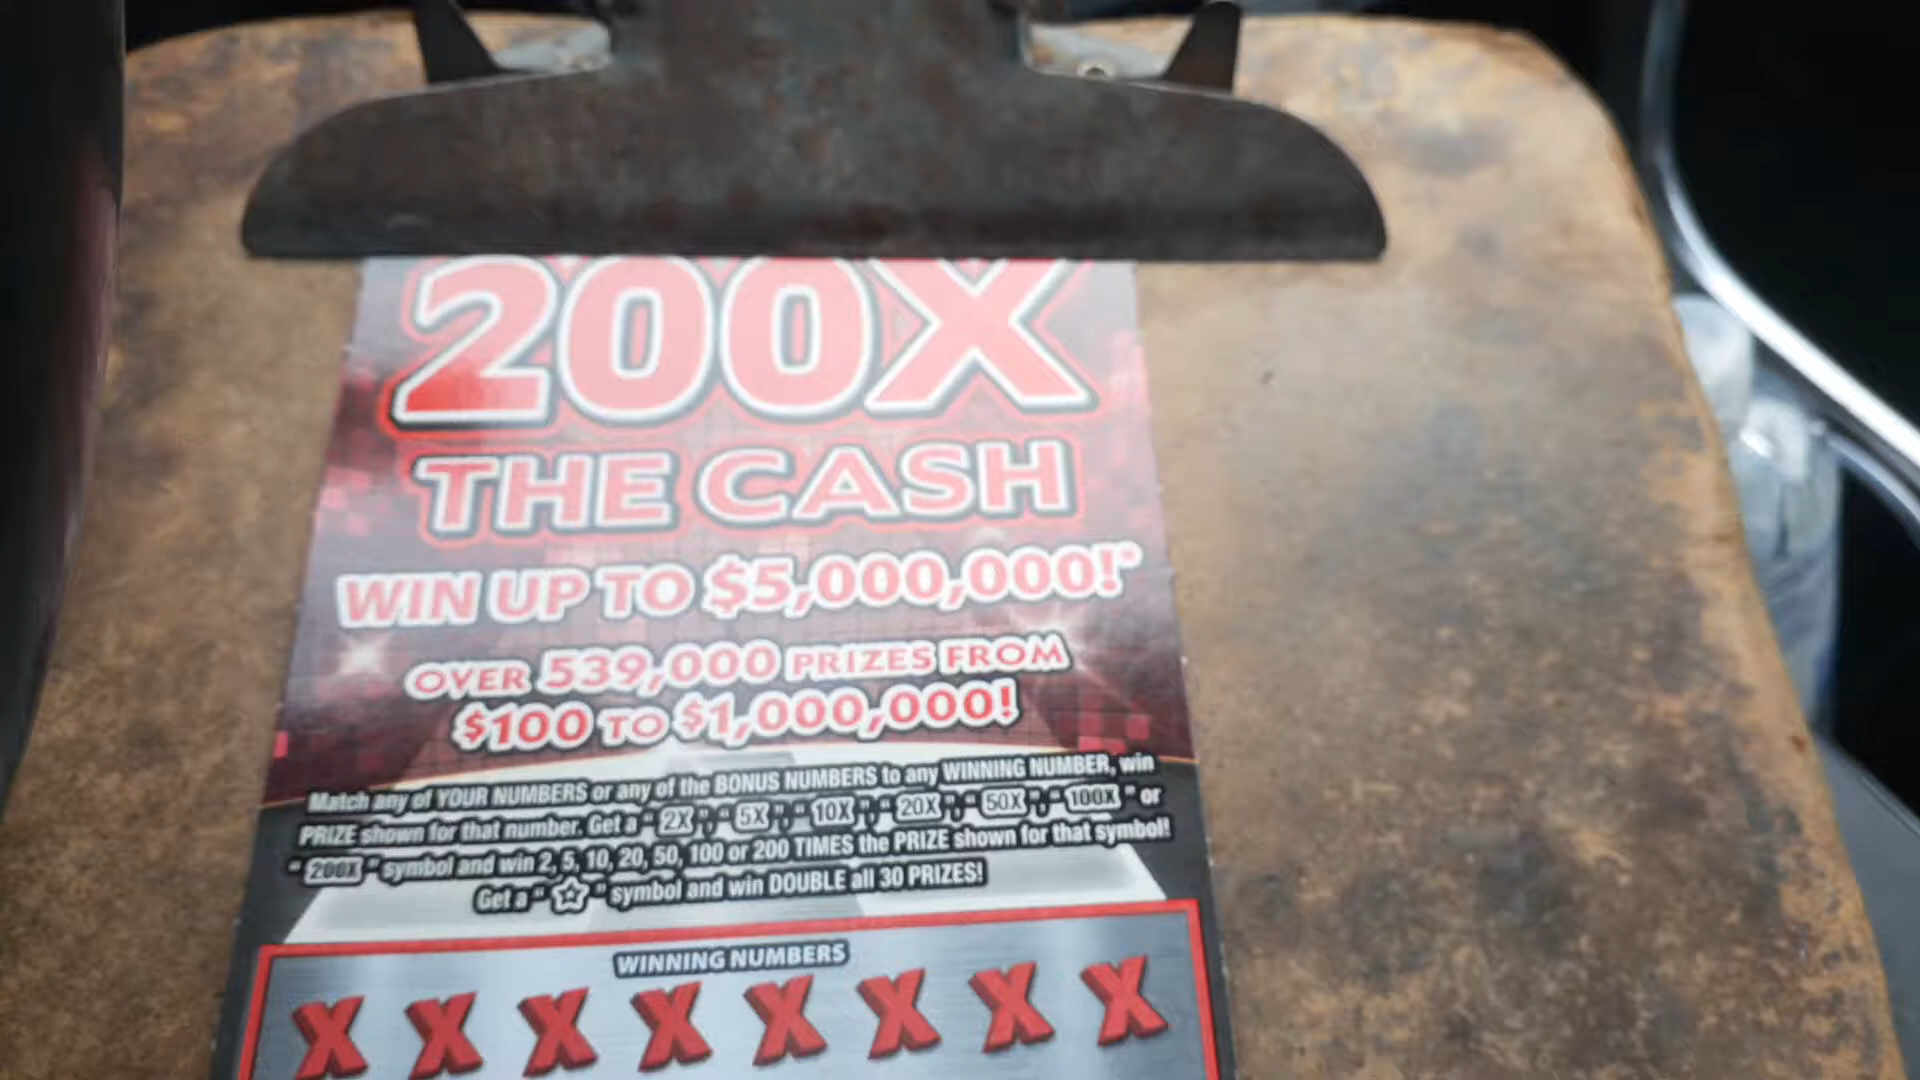 200X
THE CASH
WIN UP TO $5,000,000!*
OVER 539,000 PRIZES FROM
$100 TO $1,000,000!
Match any of YOUR NUMBERS or any of the BONUS NUMBERS to any WINNING NUMBER, win
PRIZE shown for that number. Get a "2X", "5X", "10X", "20X", "50X", "100X" or
"200X" symbol and win 2, 5, 10, 20, 50, 100 or 200 TIMES the PRIZE shown for that symbol!
Get a "☆" symbol and win DOUBLE all 30 PRIZES!
WINNING NUMBERS
X X X X X X X X